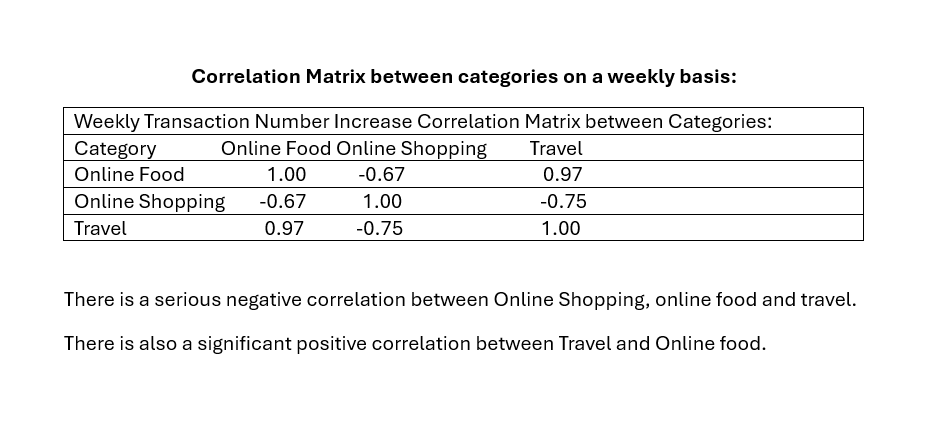 Correlation Matrix between categories on a weekly basis:
Weekly Transaction Number Increase Correlation Matrix between Categories:
Category Online Food Online Shopping Travel
Online Food 1.00 -0.67 0.97
Online Shopping -0.67 1.00 -0.75
Travel 0.97 -0.75 1.00
There is a serious negative correlation between Online Shopping, online food and travel.
There is also a significant positive correlation between Travel and Online food.